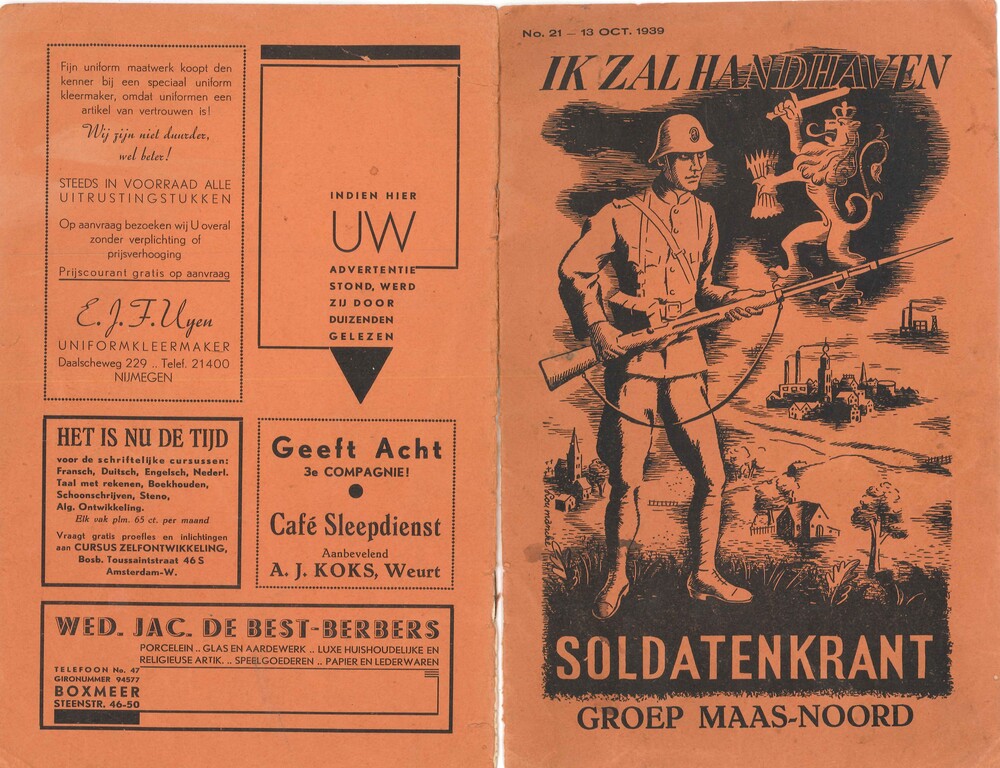 Fijn uniform maatwerk koopt den
kenner bij een speciaal uniform
kleermaker, omdat uniformen een
artikel van vertrouwen is!
Wij zijn niet duurder,
wel beter!
STEEDS IN VOORRAAD ALLE
UITRUSTINGSTUKKEN
Op aanvraag bezoeken wij U overal
zonder verplichting of
prijsverhooging
Prijscourant gratis op aanvraag
E. J. F. Uyen
UNIFORMKLEERMAKER
Daalscheweg 229 .. Telef. 21400
NIJMEGEN
INDIEN HIER
UW
ADVERTENTIE
STOND, WERD
ZIJ DOOR
DUIZENDEN
GELEZEN
HET IS NU DE TIJD
voor de schriftelijke cursussen:
Fransch, Duitsch, Engelsch, Nederl.
Taal met rekenen, Boekhouden,
Schoonschrijven, Steno,
Alg. Ontwikkeling.
Elk vak plm. 65 ct. per maand
Vraagt gratis proefles en inlichtingen
aan CURSUS ZELFONTWIKKELING,
Bosb. Toussaintstraat 46 S
Amsterdam-W.
Geeft Acht
3e COMPAGNIE!
Café Sleepdienst
Aanbevelend
A. J. KOKS, Weurt
WED. JAC. DE BEST-BERBERS
PORCELEIN .. GLAS EN AARDEWERK .. LUXE HUISHOUDELIJKE EN
RELIGIEUSE ARTIK. .. SPEELGOEDEREN .. PAPIER EN LEDERWAREN
TELEFOON No. 47
GIRONUMMER 94577
BOXMEER
STEENSTR. 46-50
No. 21 – 13 OCT. 1939
IK ZAL HANDHAVEN
SOLDATENKRANT
GROEP MAAS-NOORD